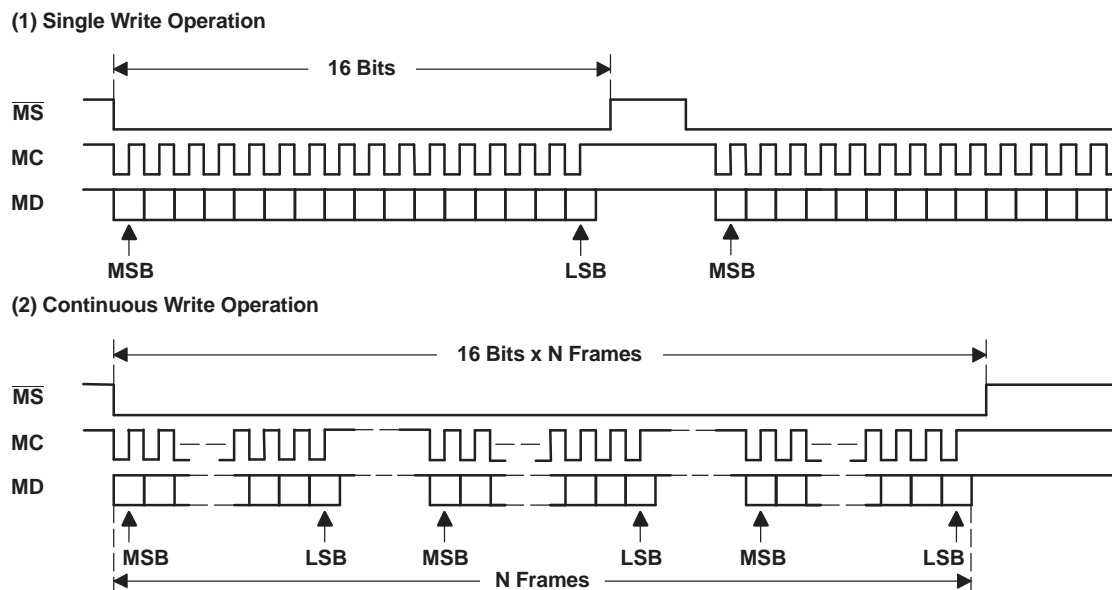 (1) Single Write Operation
16 Bits
MS
MC
MD
MSB LSB MSB
(2) Continuous Write Operation
16 Bits x N Frames
MS
MC
MD
MSB LSB MSB LSB MSB LSB
N Frames